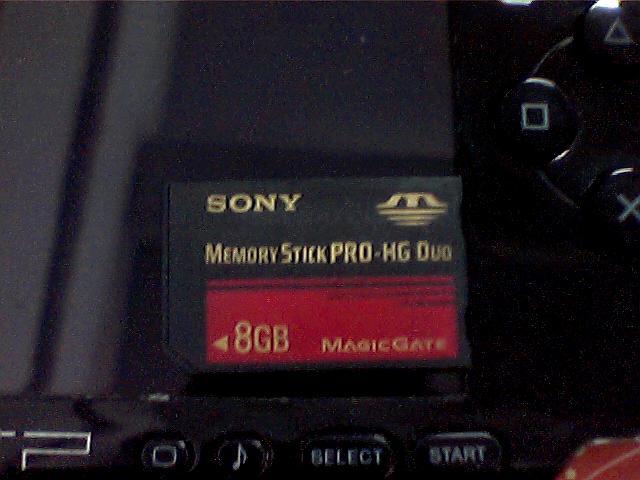 SONY
MEMORY STICK PRO-HG DUO
8GB
MAGICGATE
SELECT
START